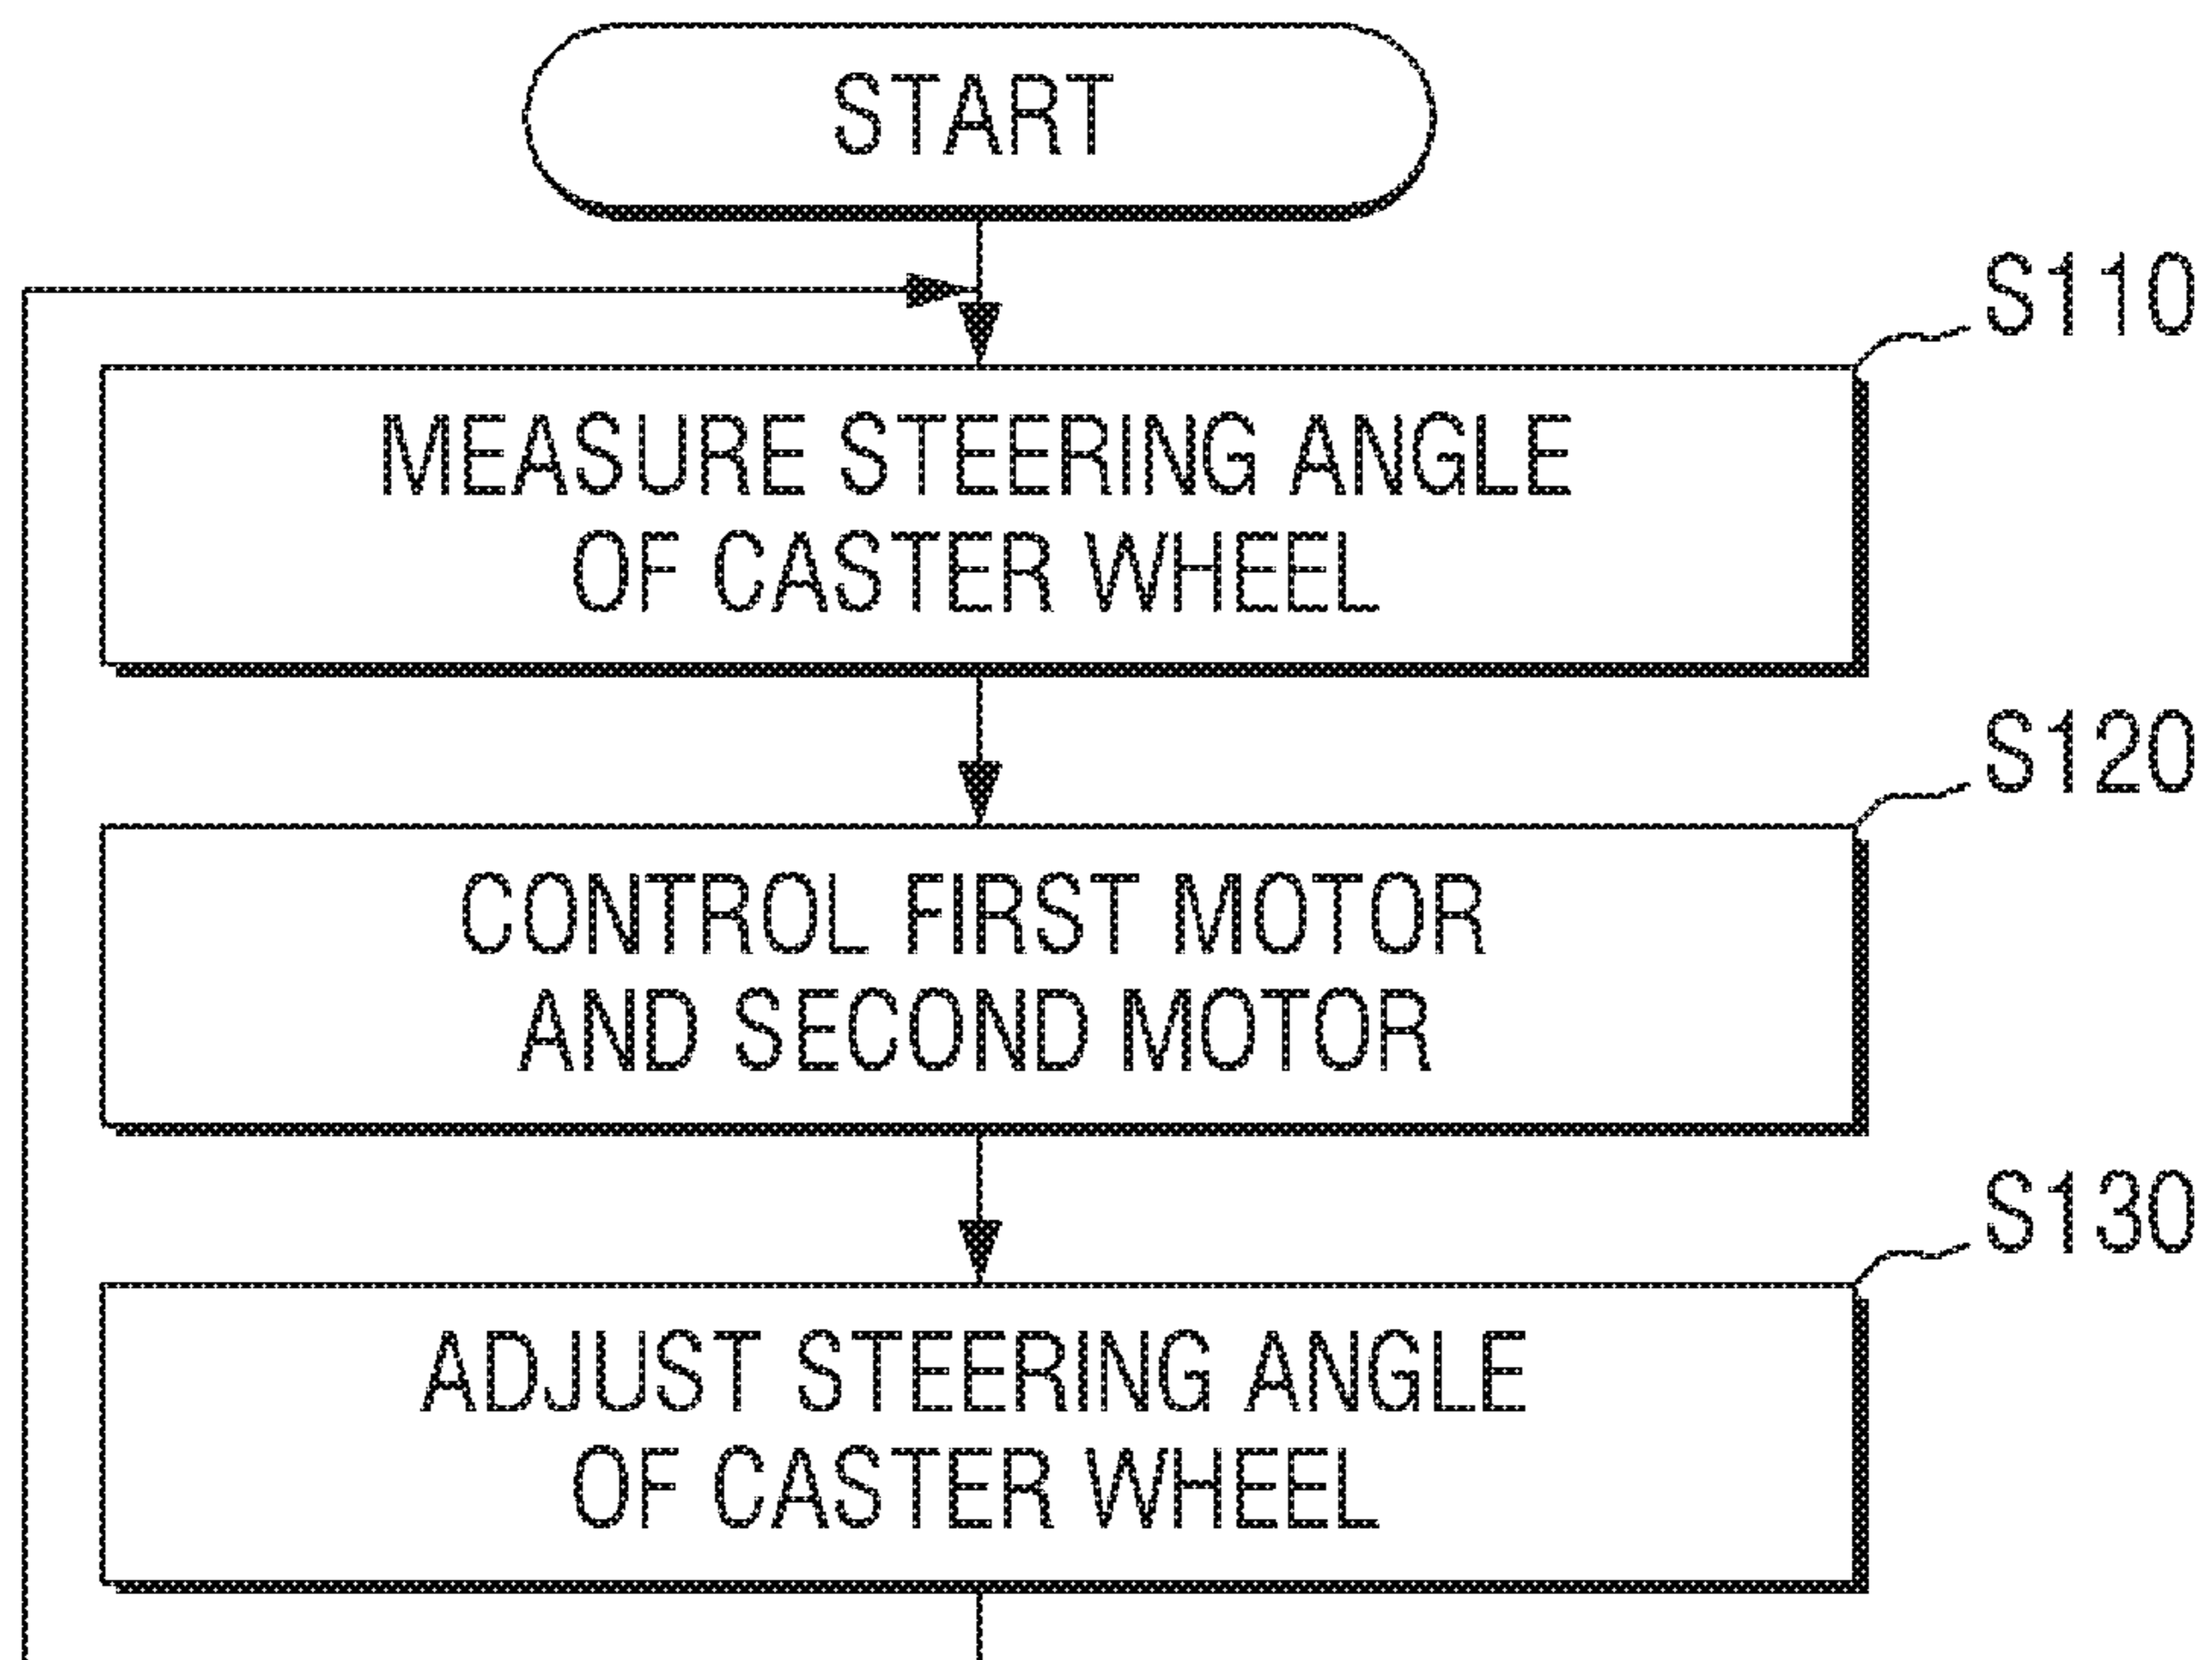 START
S110
MEASURE STEERING ANGLE
OF CASTER WHEEL
S120
CONTROL FIRST MOTOR
AND SECOND MOTOR
S130
ADJUST STEERING ANGLE
OF CASTER WHEEL